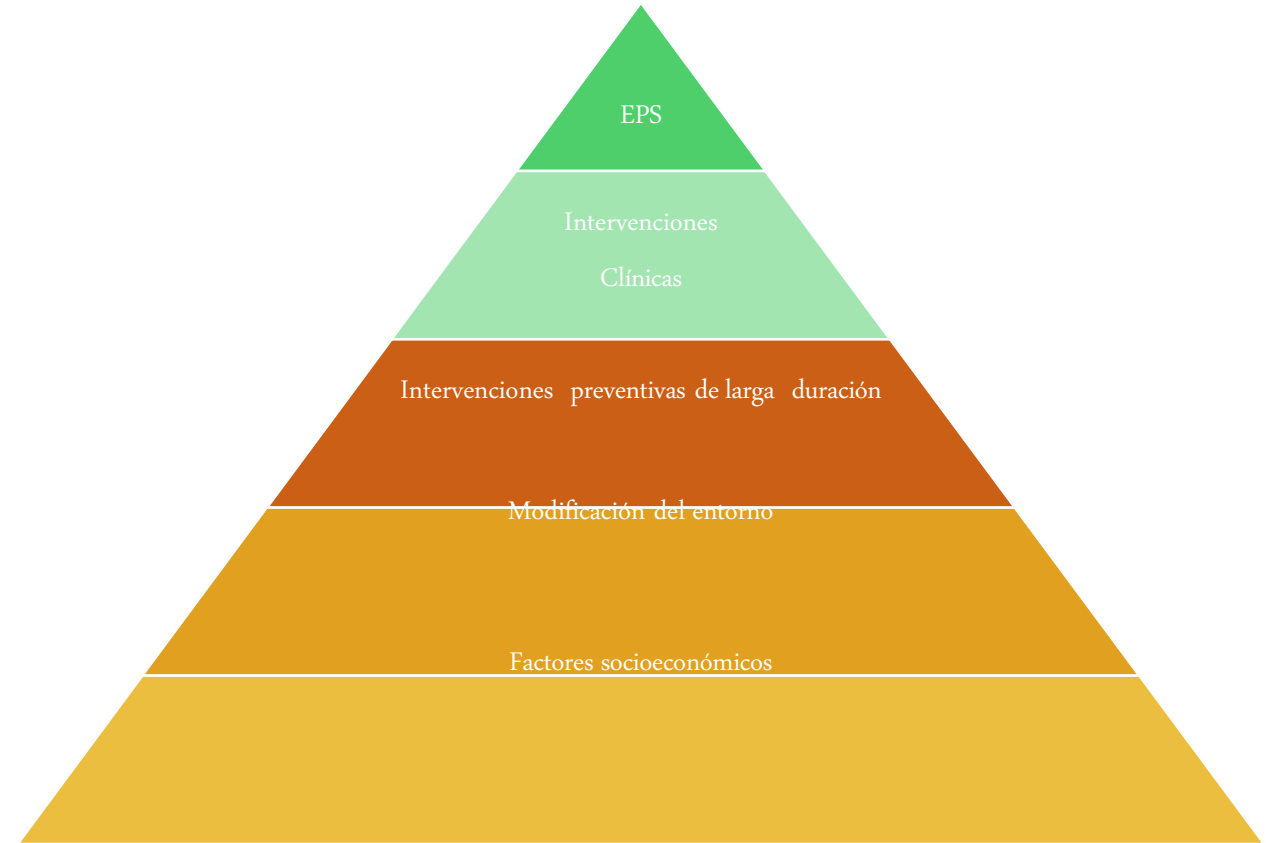 EPS
Intervenciones
Clínicas
Intervenciones preventivas de larga duración
Modificación del entorno
Factores socioeconómicos